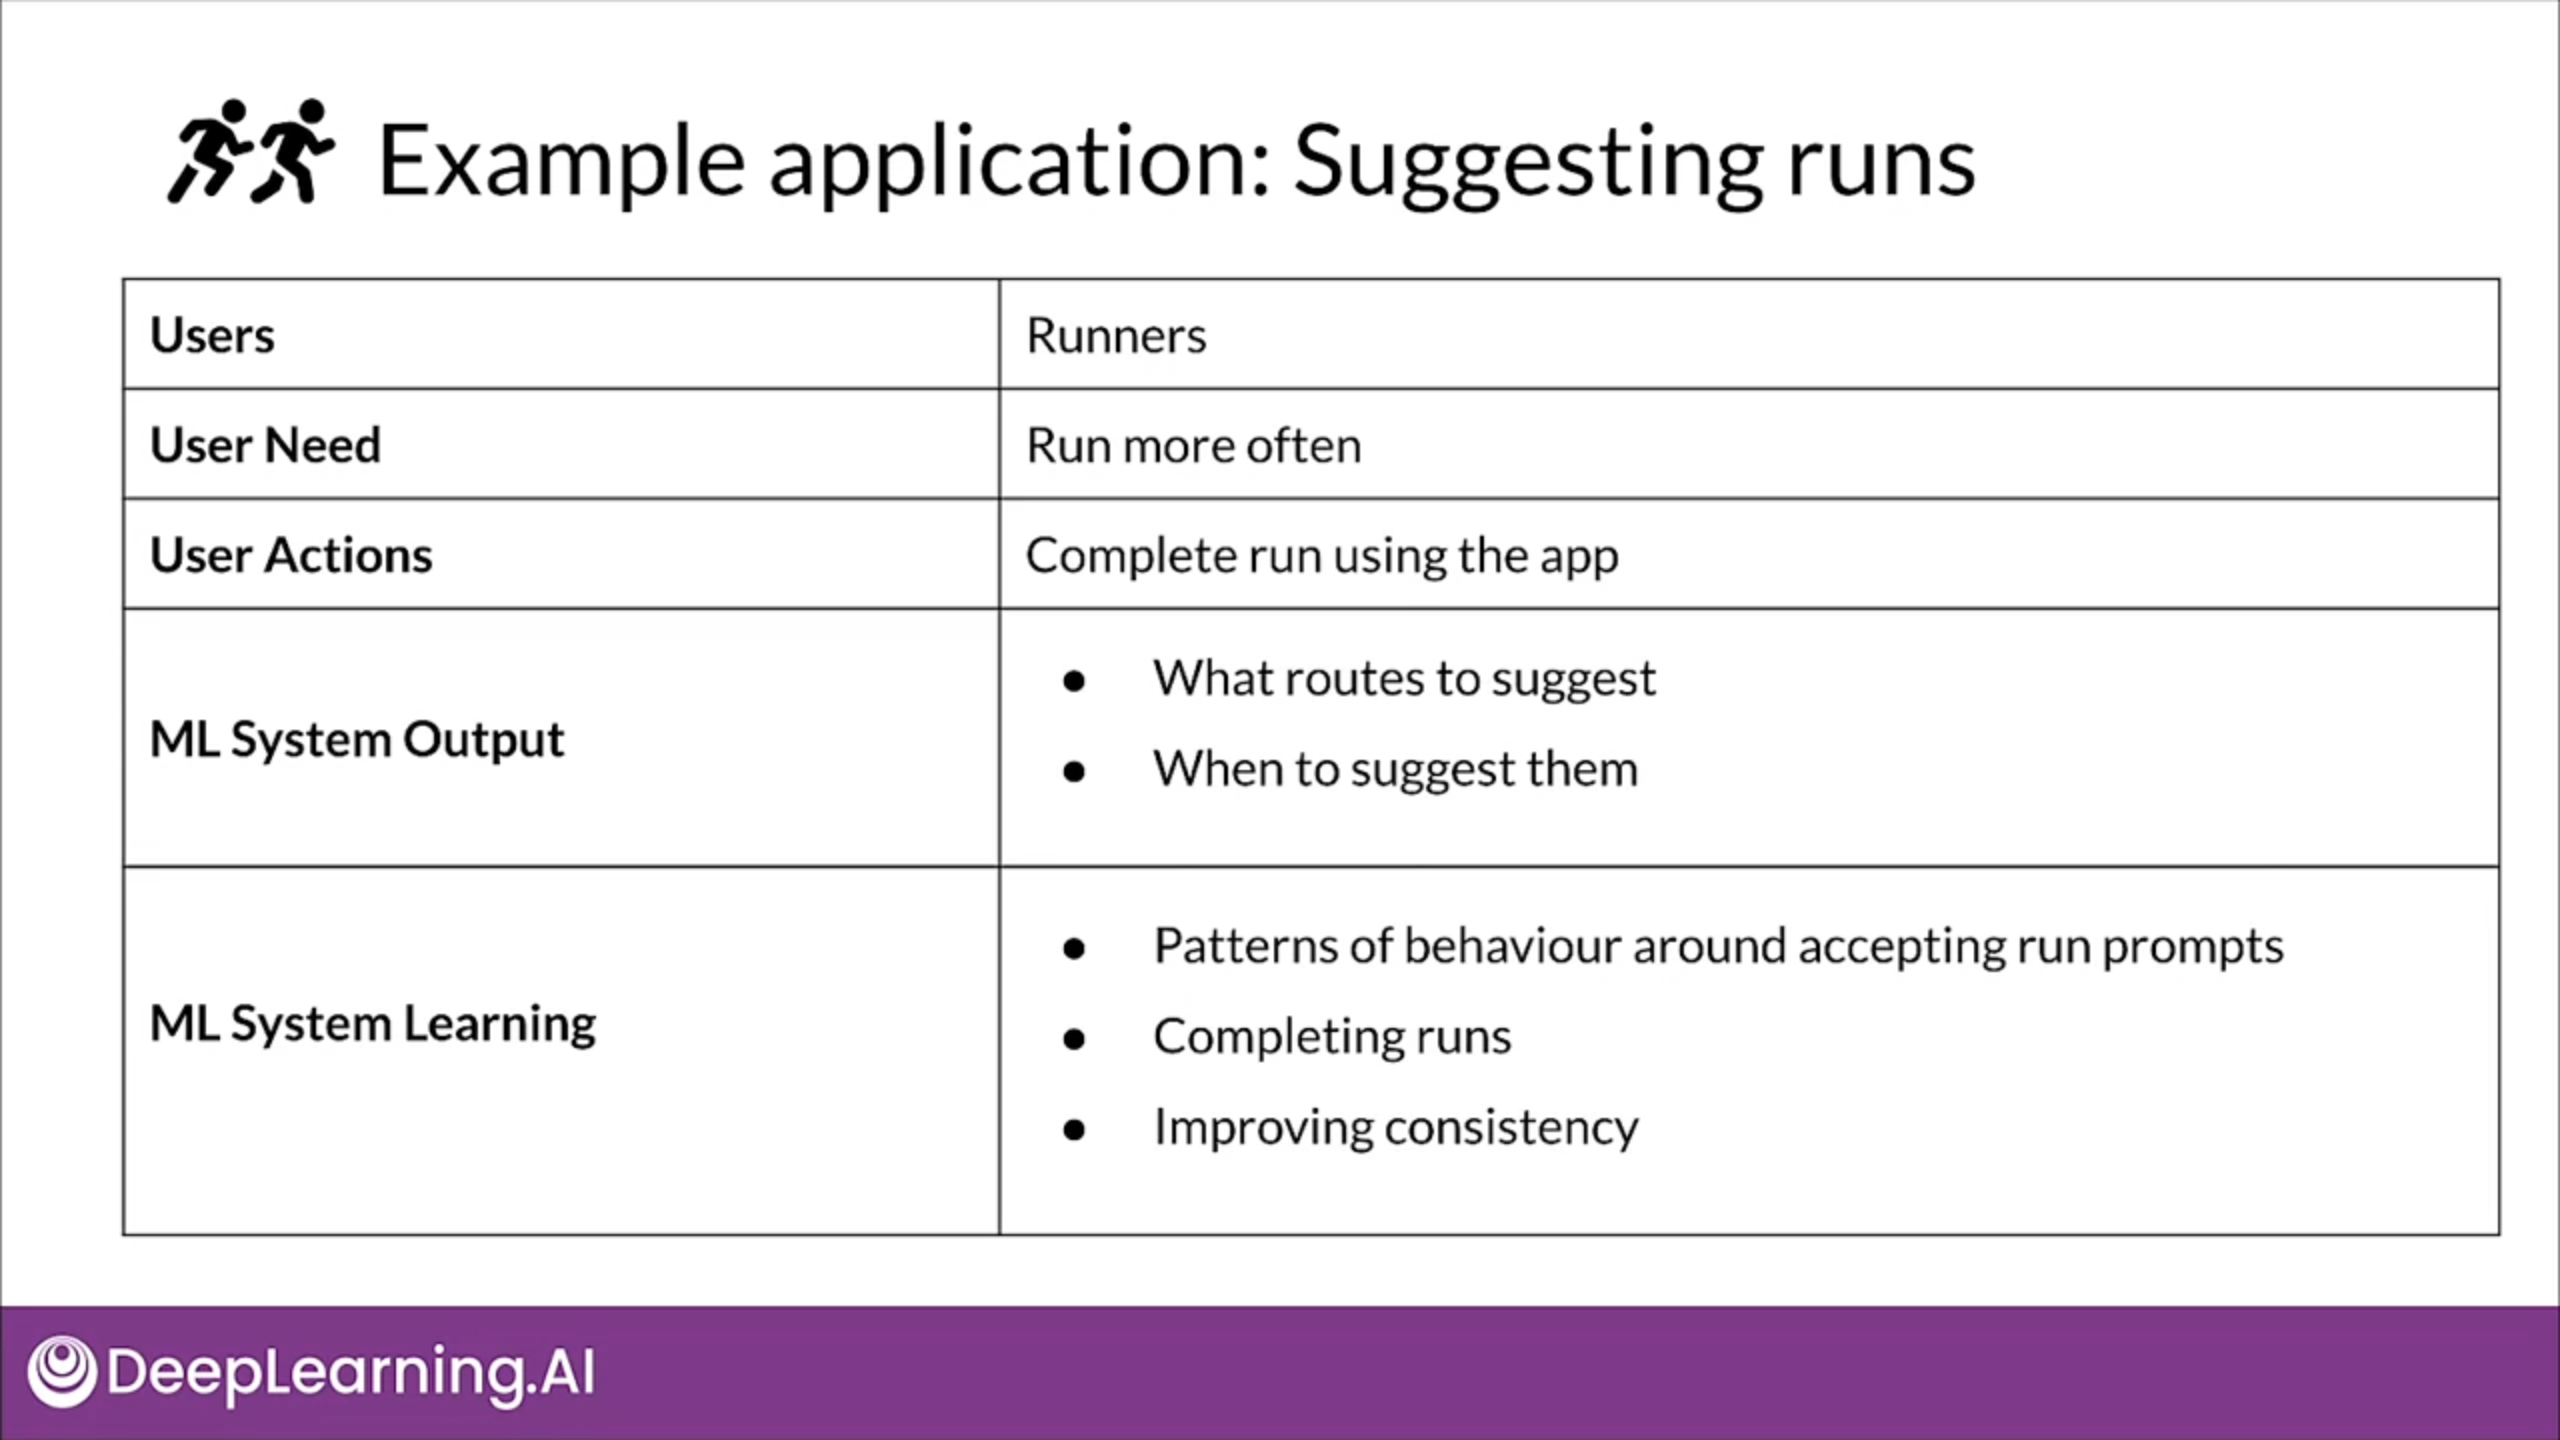 Example application: Suggesting runs
Users
Runners
User Need
Run more often
User Actions
Complete run using the app
ML System Output
● What routes to suggest
● When to suggest them
ML System Learning
● Patterns of behaviour around accepting run prompts
● Completing runs
● Improving consistency
DeepLearning.AI